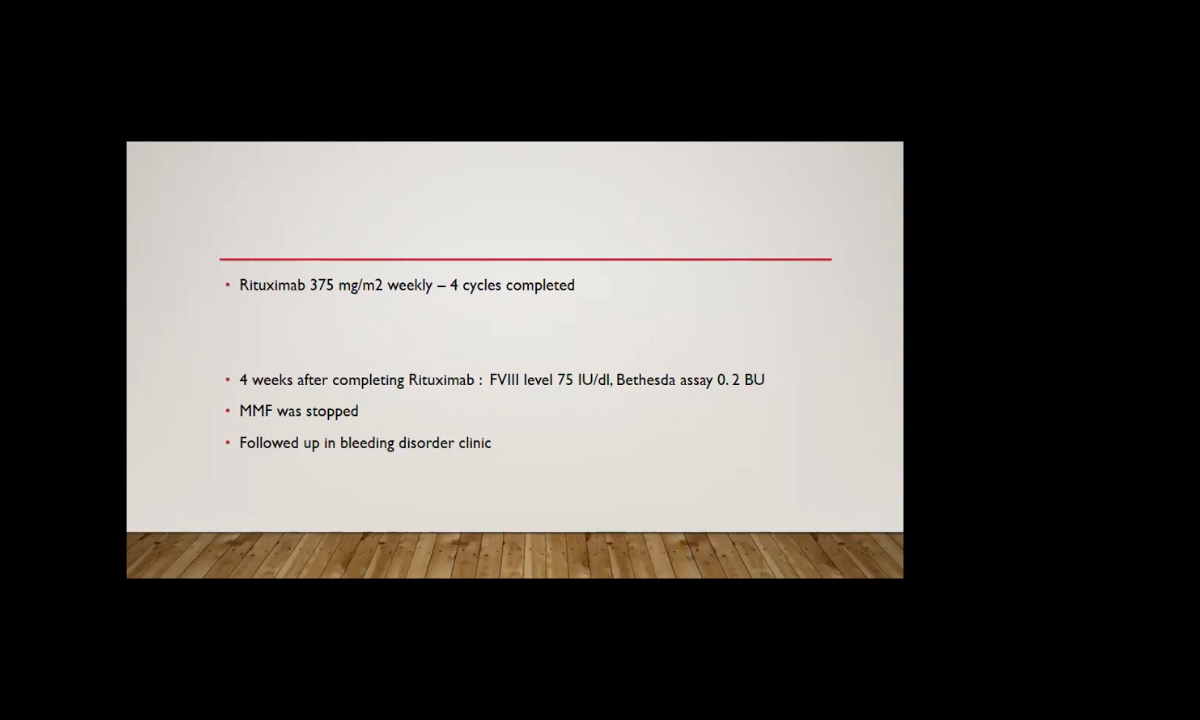 • Rituximab 375 mg/m2 weekly – 4 cycles completed
• 4 weeks after completing Rituximab : FVIII level 75 IU/dl, Bethesda assay 0. 2 BU
• MMF was stopped
• Followed up in bleeding disorder clinic